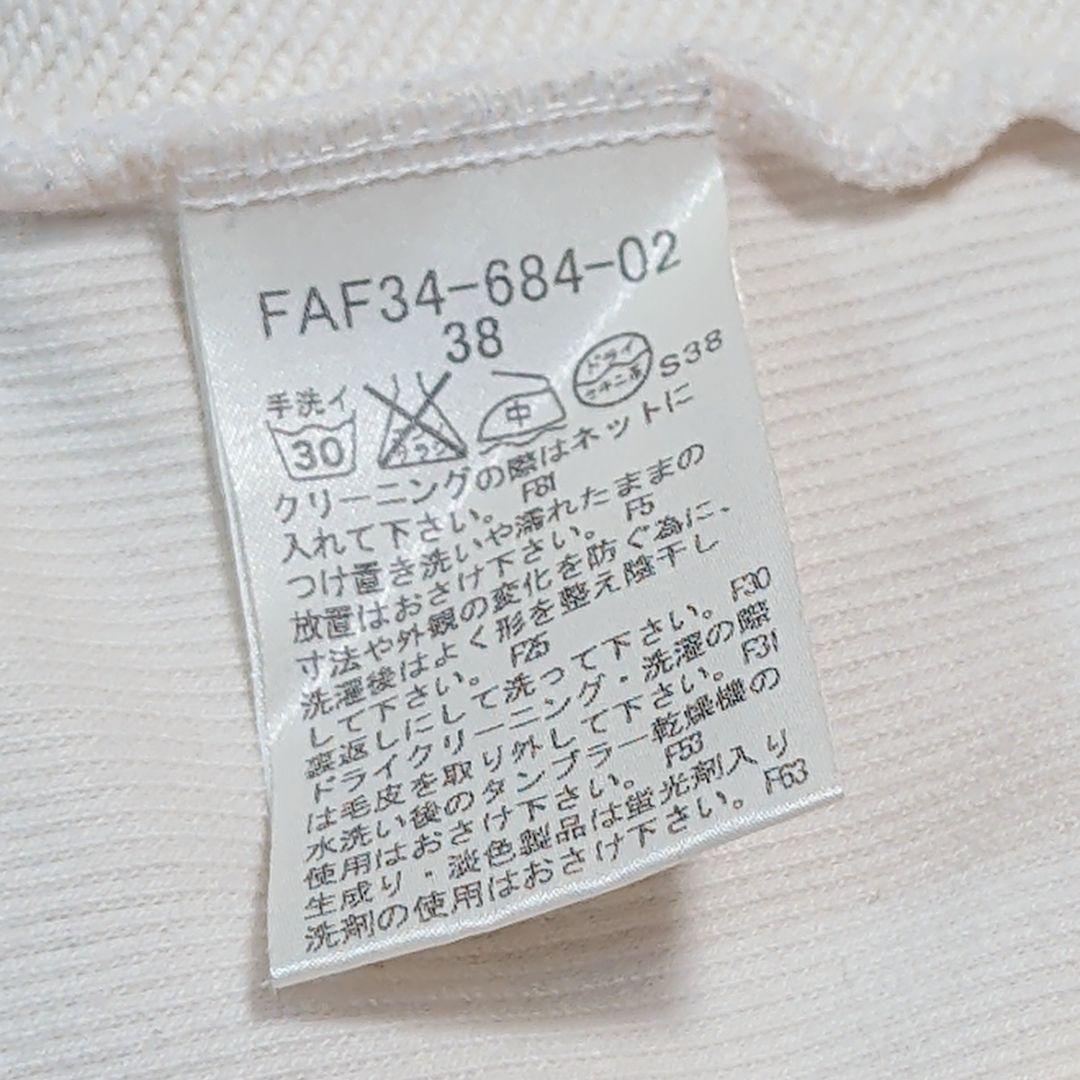 FAF34-684-02
38
手洗イ
30
エンソ
サラシ
中
ドライ
セキユ系
S38
クリーニングの際はネットに
入れて下さい。 F81
つけ置き洗いや濡れたままの
放置はおさけ下さい。 F5
寸法や外観の変化を防ぐ為に、
洗濯後はよく形を整え陰干し
して下さい。 F25
裏返しにして洗って下さい。 F30
ドライクリーニング・洗濯の際
は毛皮を取り外して下さい。 F31
水洗い後のタンブラー乾燥機の
使用はおさけ下さい。 F53
生成り・淡色製品は蛍光剤入り
洗剤の使用はおさけ下さい。 F63